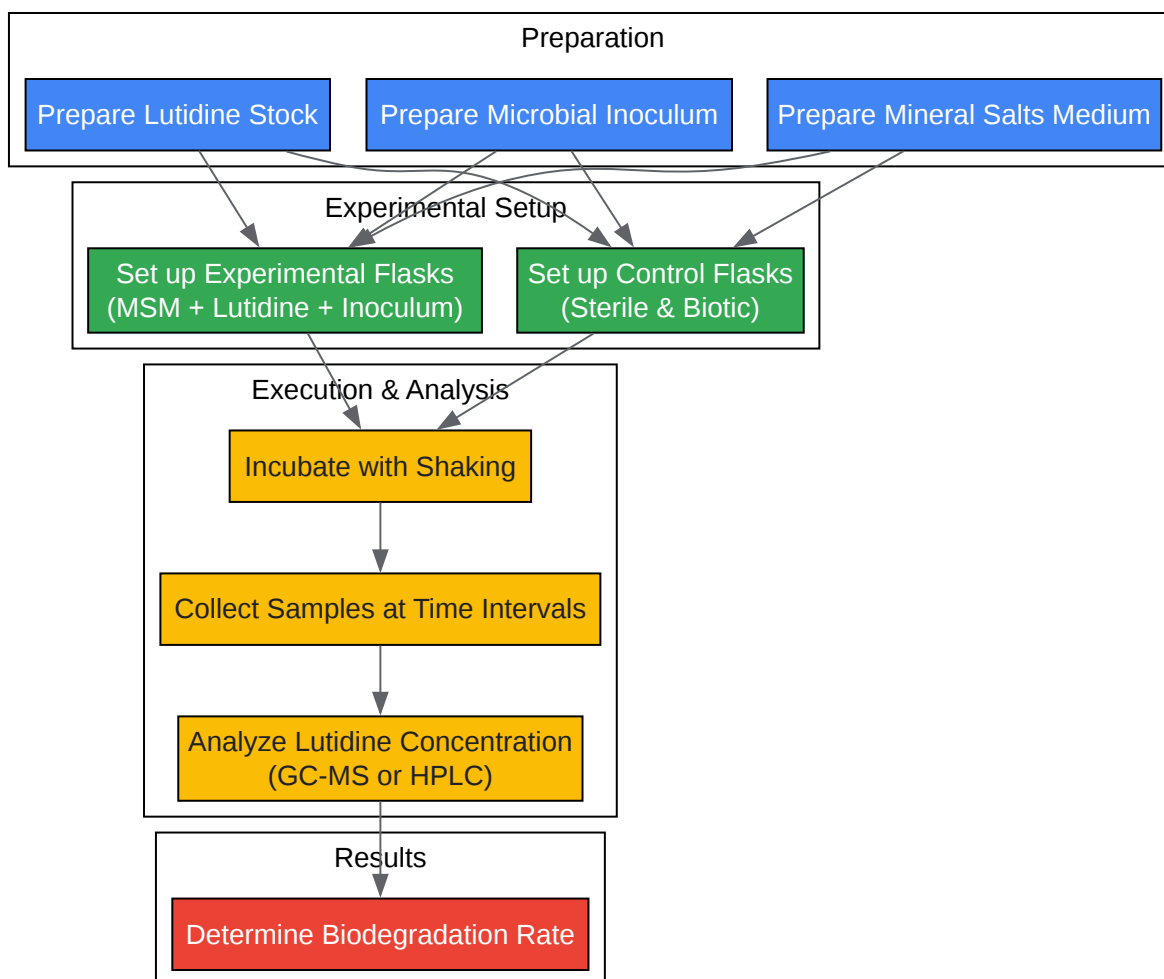 Preparation
Prepare Lutidine Stock
Prepare Microbial Inoculum
Prepare Mineral Salts Medium
Experimental Setup
Set up Experimental Flasks
(MSM + Lutidine + Inoculum)
Set up Control Flasks
(Sterile & Biotic)
Execution & Analysis
Incubate with Shaking
Collect Samples at Time Intervals
Analyze Lutidine Concentration
(GC-MS or HPLC)
Results
Determine Biodegradation Rate